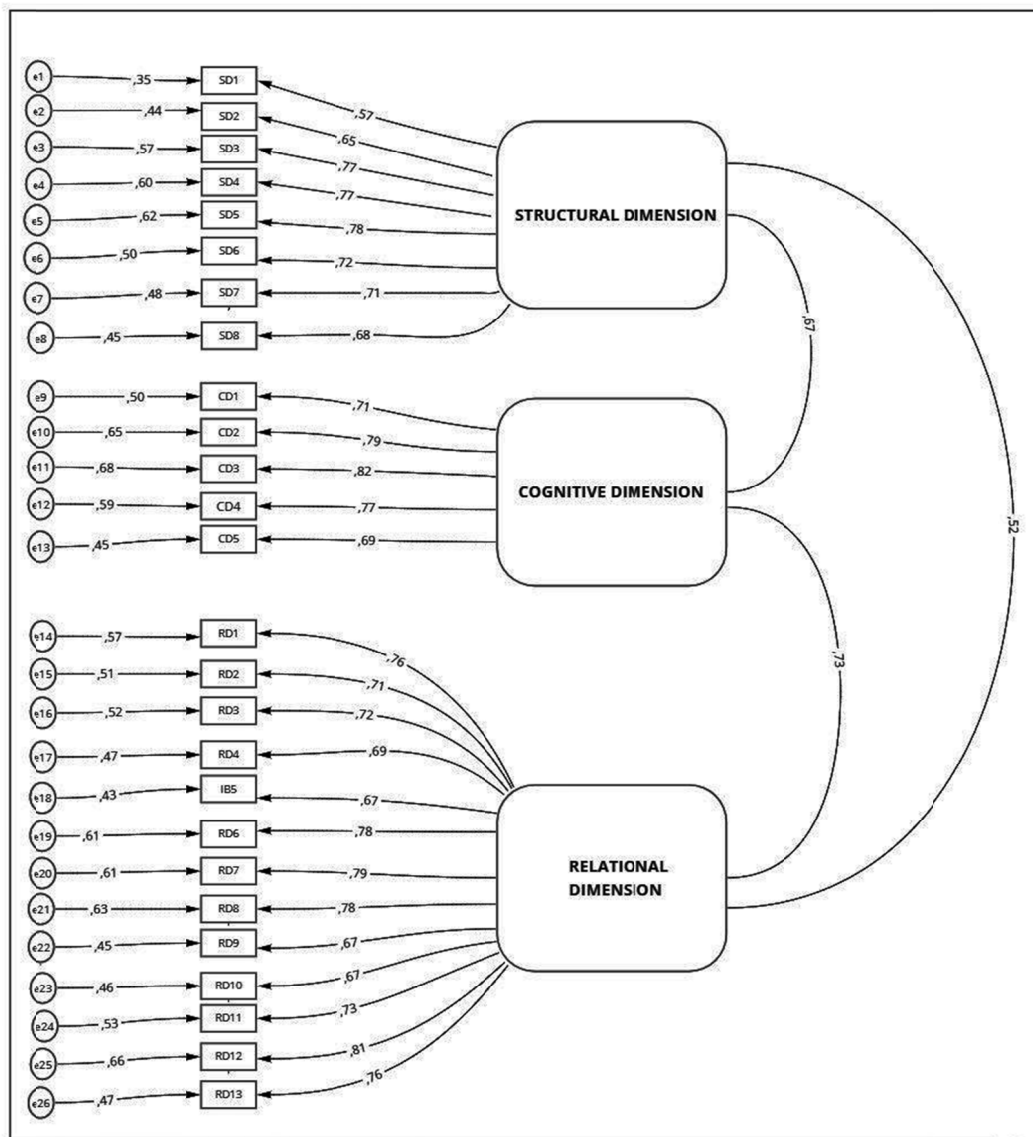 e1 ,35 SD1 ,57
e2 ,44 SD2 ,65
e3 ,57 SD3 ,77
e4 ,60 SD4 ,77
STRUCTURAL DIMENSION
e5 ,62 SD5 ,78
e6 ,50 SD6 ,72
e7 ,48 SD7 ,71
e8 ,45 SD8 ,68
,67
e9 ,50 CD1 ,71
e10 ,65 CD2 ,79
e11 ,68 CD3 ,82
COGNITIVE DIMENSION
e12 ,59 CD4 ,77
e13 ,45 CD5 ,69
,52
e14 ,57 RD1 ,76
,73
e15 ,51 RD2 ,71
e16 ,52 RD3 ,72
e17 ,47 RD4 ,69
e18 ,43 IB5 ,67
e19 ,61 RD6 ,78
e20 ,61 RD7 ,79
RELATIONAL
DIMENSION
e21 ,63 RD8 ,78
e22 ,45 RD9 ,67
e23 ,46 RD10 ,67
e24 ,53 RD11 ,73
e25 ,66 RD12 ,81
e26 ,47 RD13 ,76